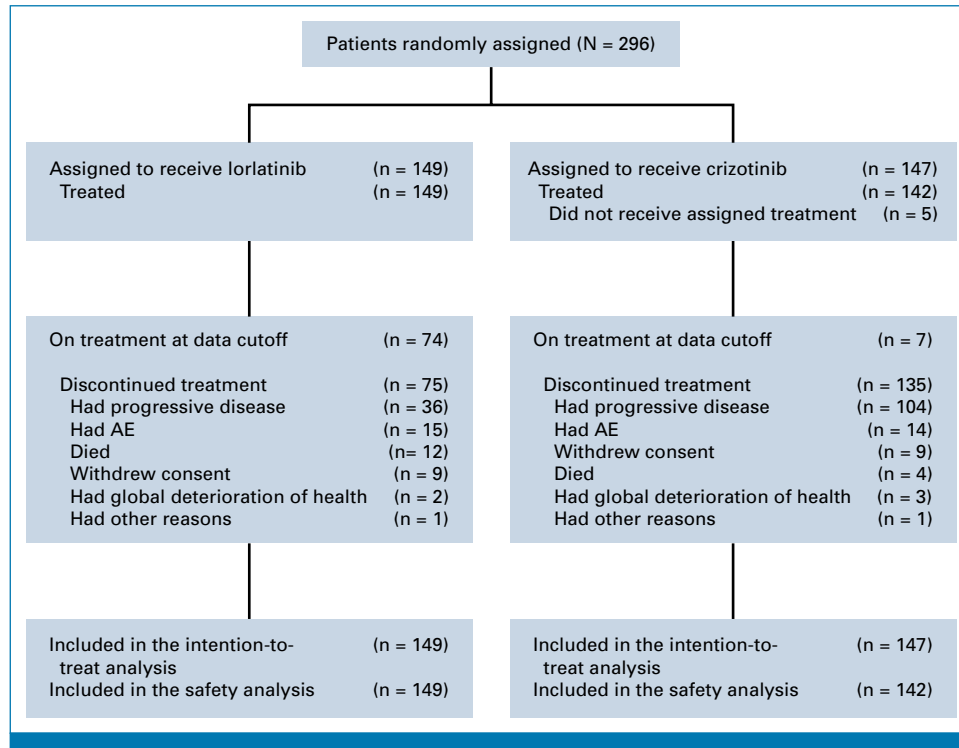 Patients randomly assigned (N = 296)
Assigned to receive lorlatinib (n = 149)
Treated (n = 149)
Assigned to receive crizotinib (n = 147)
Treated (n = 142)
Did not receive assigned treatment (n = 5)
On treatment at data cutoff (n = 74)
Discontinued treatment (n = 75)
Had progressive disease (n = 36)
Had AE (n = 15)
Died (n= 12)
Withdrew consent (n = 9)
Had global deterioration of health (n = 2)
Had other reasons (n = 1)
On treatment at data cutoff (n = 7)
Discontinued treatment (n = 135)
Had progressive disease (n = 104)
Had AE (n = 14)
Withdrew consent (n = 9)
Died (n = 4)
Had global deterioration of health (n = 3)
Had other reasons (n = 1)
Included in the intention-to- (n = 149)
treat analysis
Included in the safety analysis (n = 149)
Included in the intention-to- (n = 147)
treat analysis
Included in the safety analysis (n = 142)